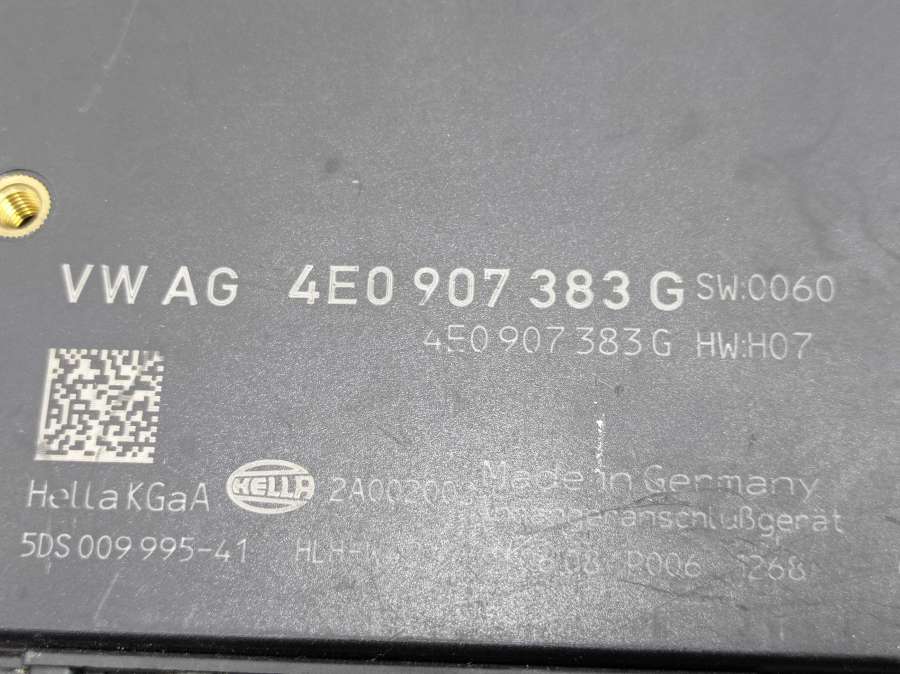 VW AG 4E0 907 383 G SW:0060
4E0 907 383 G HW:H07
Hella KGaA HELLA Made in Germany
5DS 009 995-41 P006